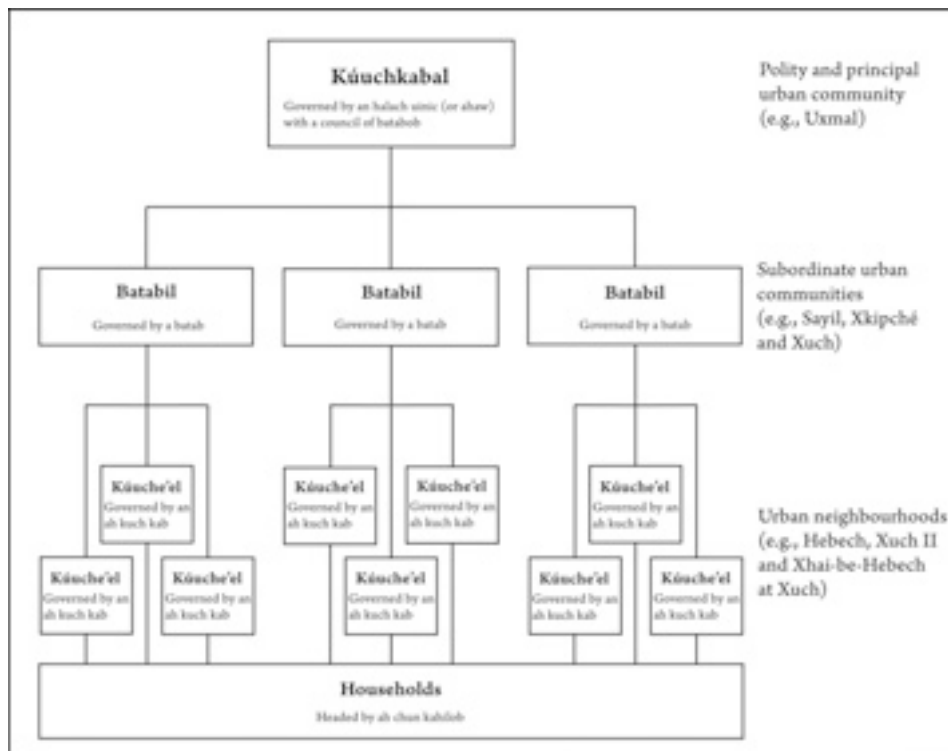 Kúuchkabal
Governed by an halach uinic (or ahaw)
with a council of batabob
Polity and principal
urban community
(e.g., Uxmal)
Batabil
Governed by a batab
Batabil
Governed by a batab
Batabil
Governed by a batab
Subordinate urban
communities
(e.g., Sayil, Xkipché
and Xuch)
Kúuche'el
Governed by an
ah kuch kab
Kúuche'el
Governed by an
ah kuch kab
Kúuche'el
Governed by an
ah kuch kab
Kúuche'el
Governed by an
ah kuch kab
Kúuche'el
Governed by an
ah kuch kab
Kúuche'el
Governed by an
ah kuch kab
Kúuche'el
Governed by an
ah kuch kab
Kúuche'el
Governed by an
ah kuch kab
Kúuche'el
Governed by an
ah kuch kab
Urban neighbourhoods
(e.g., Hebech, Xuch II
and Xhai-be-Hebech
at Xuch)
Households
Headed by ah chun kahilob